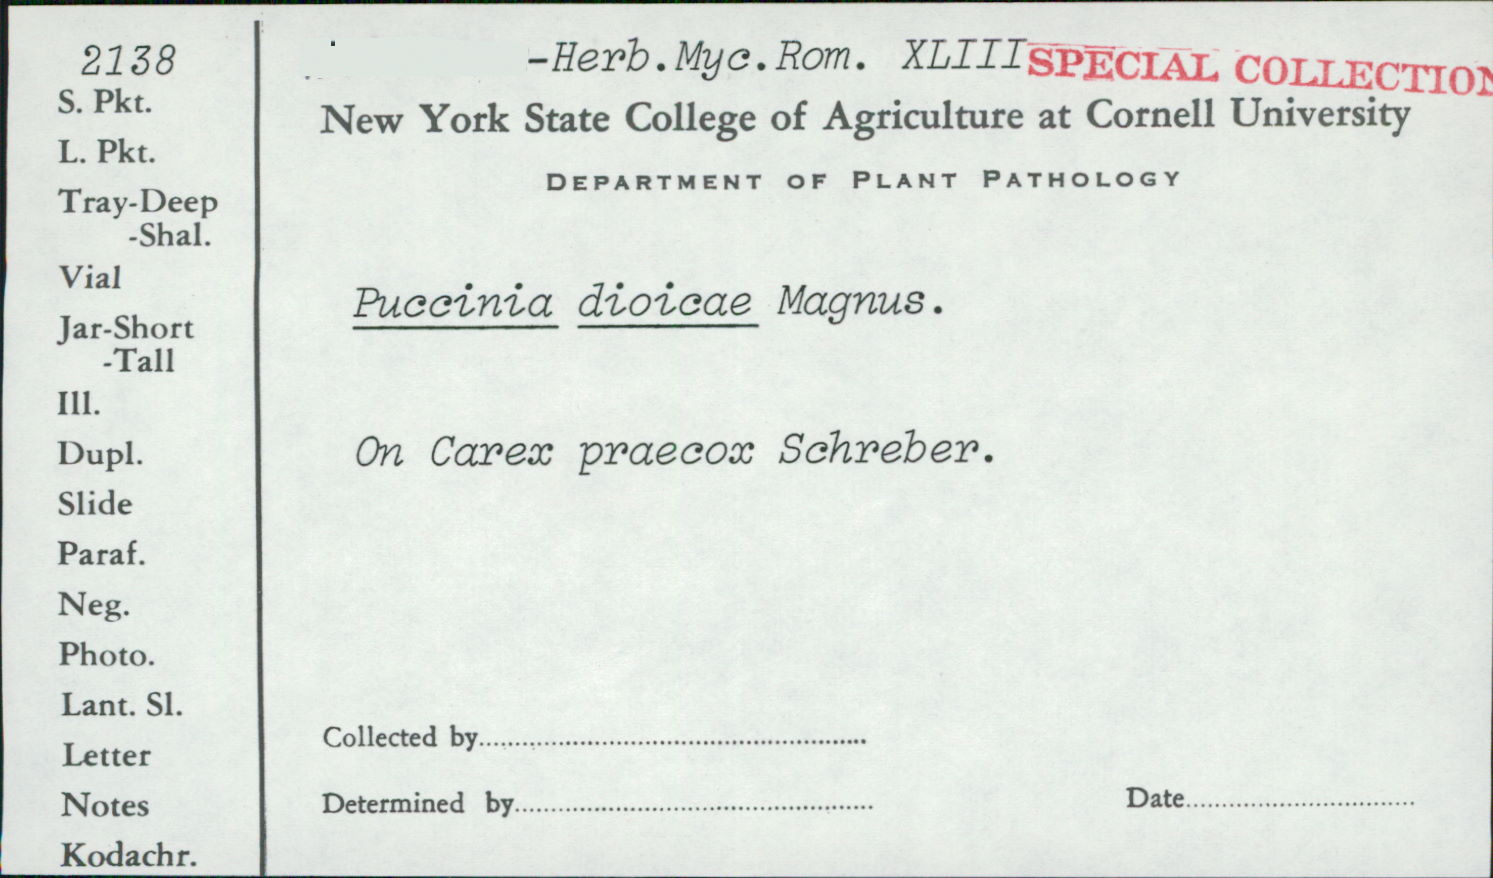 2138
S. Pkt.
L. Pkt.
Tray-Deep
-Shal.
Vial
Jar-Short
-Tall
Ill.
Dupl.
Slide
Paraf.
Neg.
Photo.
Lant. Sl.
Letter
Notes
Kodachr.
-Herb.Myc.Rom. XLIII SPECIAL COLLECTION
New York State College of Agriculture at Cornell University
DEPARTMENT OF PLANT PATHOLOGY
Puccinia dioicae Magnus.
On Carex praecox Schreber.
Collected by
Determined by
Date